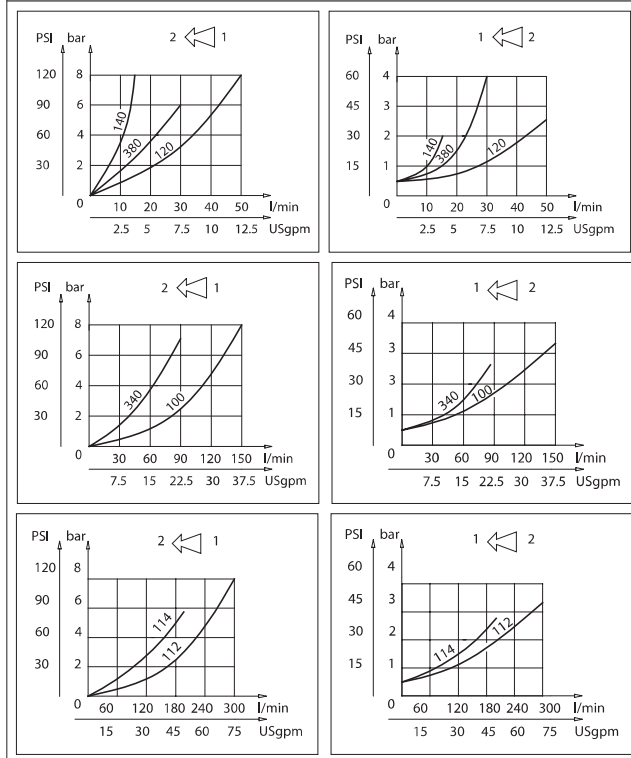 PSI bar 2 1
120 8
90 6
60 4
30 2
0
140 380 120
10 20 30 40 50 l/min
2.5 5 7.5 10 12.5 USgpm
PSI bar 1 2
60 4
45 3
30 2
15 1
0
140 380 120
10 20 30 40 50 l/min
2.5 5 7.5 10 12.5 USgpm
PSI bar 2 1
120 8
90 6
60 4
30 2
0
340 100
30 60 90 120 150 l/min
7.5 15 22.5 30 37.5 USgpm
PSI bar 1 2
60 4
45 3
30 3
15 1
0
340 100
30 60 90 120 150 l/min
7.5 15 22.5 30 37.5 USgpm
PSI bar 2 1
120 8
90 6
60 4
30 2
0
114 112
60 120 180 240 300 l/min
15 30 45 60 75 USgpm
PSI bar 1 2
60 4
45 3
30 2
15 1
0
114 112
60 120 180 240 300 l/min
15 30 45 60 75 USgpm